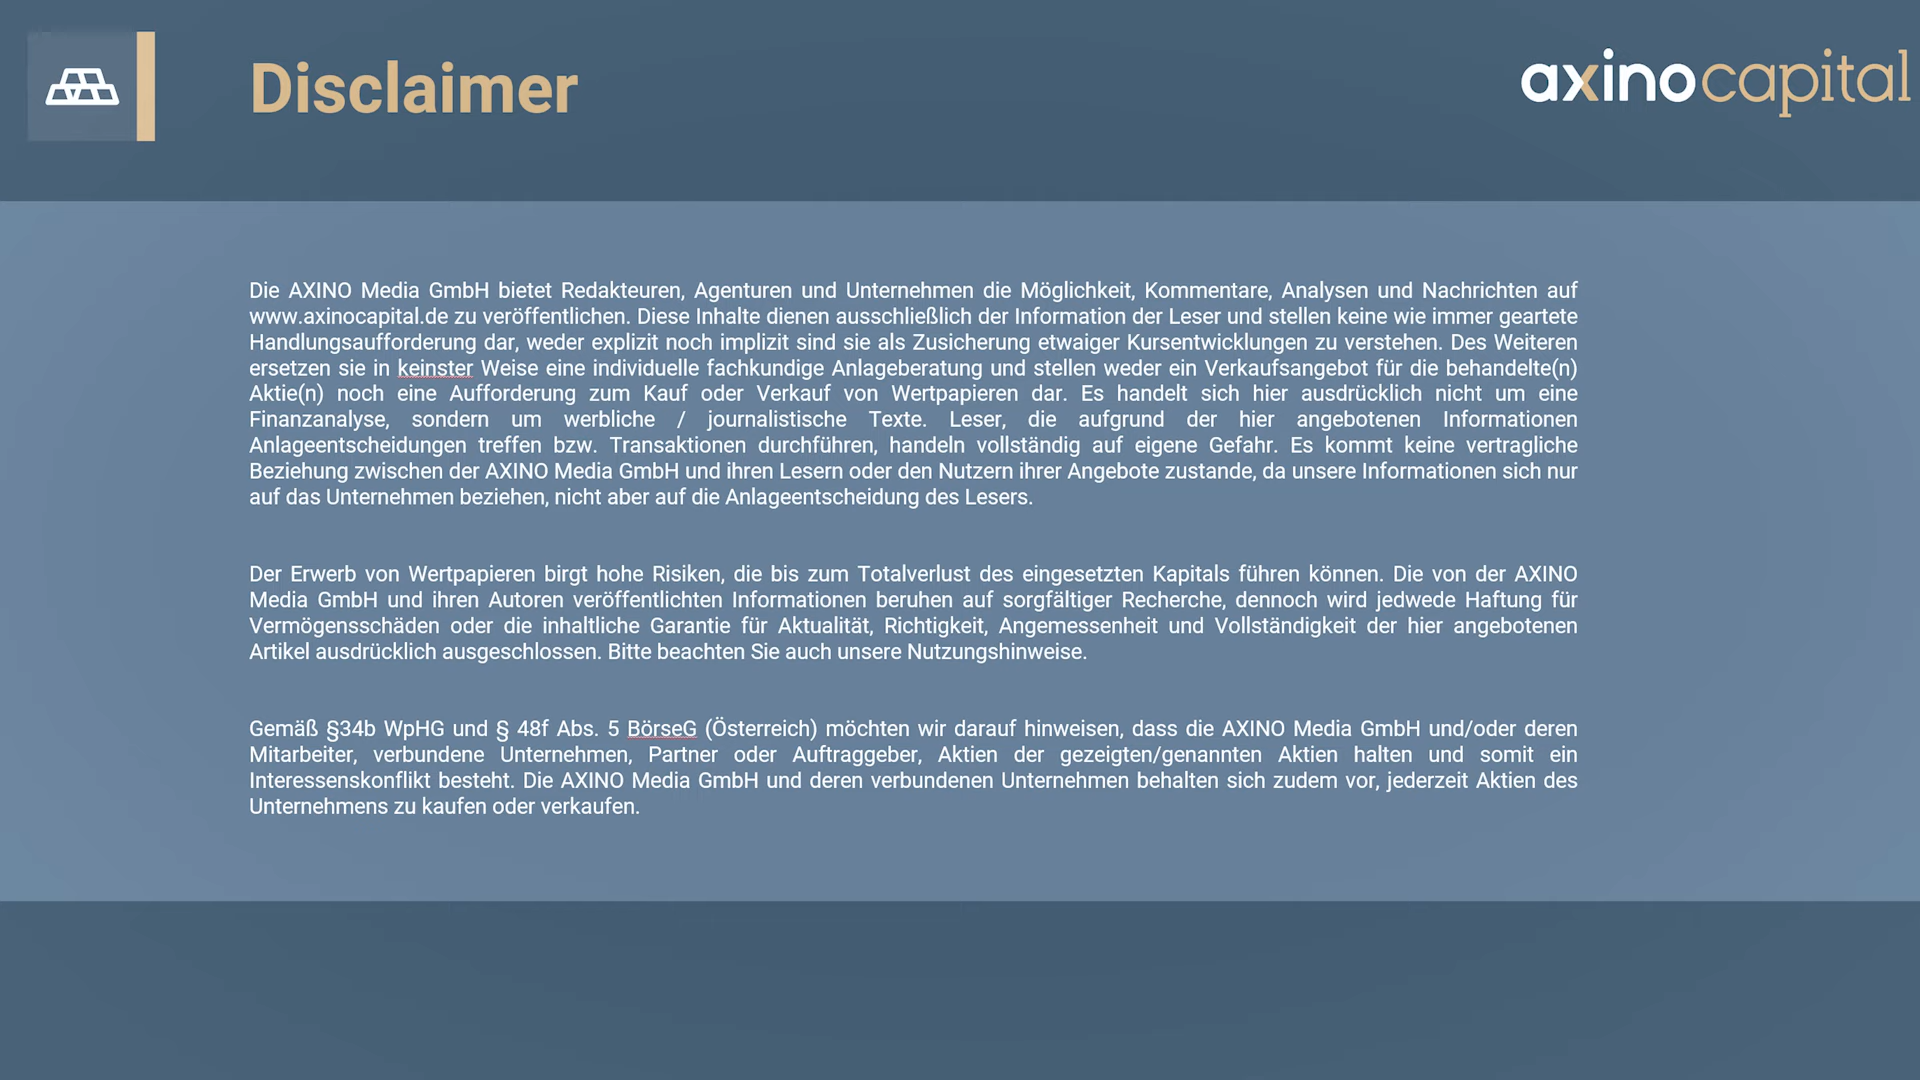 Disclaimer
axinocapital
Die AXINO Media GmbH bietet Redakteuren, Agenturen und Unternehmen die Möglichkeit, Kommentare, Analysen und Nachrichten auf
www.axinocapital.de zu veröffentlichen. Diese Inhalte dienen ausschließlich der Information der Leser und stellen keine wie immer geartete
Handlungsaufforderung dar, weder explizit noch implizit sind sie als Zusicherung etwaiger Kursentwicklungen zu verstehen. Des Weiteren
ersetzen sie in keinster Weise eine individuelle fachkundige Anlageberatung und stellen weder ein Verkaufsangebot für die behandelte(n)
Aktie(n) noch eine Aufforderung zum Kauf oder Verkauf von Wertpapieren dar. Es handelt sich hier ausdrücklich nicht um eine
Finanzanalyse, sondern um werbliche / journalistische Texte. Leser, die aufgrund der hier angebotenen Informationen
Anlageentscheidungen treffen bzw. Transaktionen durchführen, handeln vollständig auf eigene Gefahr. Es kommt keine vertragliche
Beziehung zwischen der AXINO Media GmbH und ihren Lesern oder den Nutzern ihrer Angebote zustande, da unsere Informationen sich nur
auf das Unternehmen beziehen, nicht aber auf die Anlageentscheidung des Lesers.
Der Erwerb von Wertpapieren birgt hohe Risiken, die bis zum Totalverlust des eingesetzten Kapitals führen können. Die von der AXINO
Media GmbH und ihren Autoren veröffentlichten Informationen beruhen auf sorgfältiger Recherche, dennoch wird jedwede Haftung für
Vermögensschäden oder die inhaltliche Garantie für Aktualität, Richtigkeit, Angemessenheit und Vollständigkeit der hier angebotenen
Artikel ausdrücklich ausgeschlossen. Bitte beachten Sie auch unsere Nutzungshinweise.
Gemäß §34b WpHG und § 48f Abs. 5 BörseG (Österreich) möchten wir darauf hinweisen, dass die AXINO Media GmbH und/oder deren
Mitarbeiter, verbundene Unternehmen, Partner oder Auftraggeber, Aktien der gezeigten/genannten Aktien halten und somit ein
Interessenskonflikt besteht. Die AXINO Media GmbH und deren verbundenen Unternehmen behalten sich zudem vor, jederzeit Aktien des
Unternehmens zu kaufen oder verkaufen.